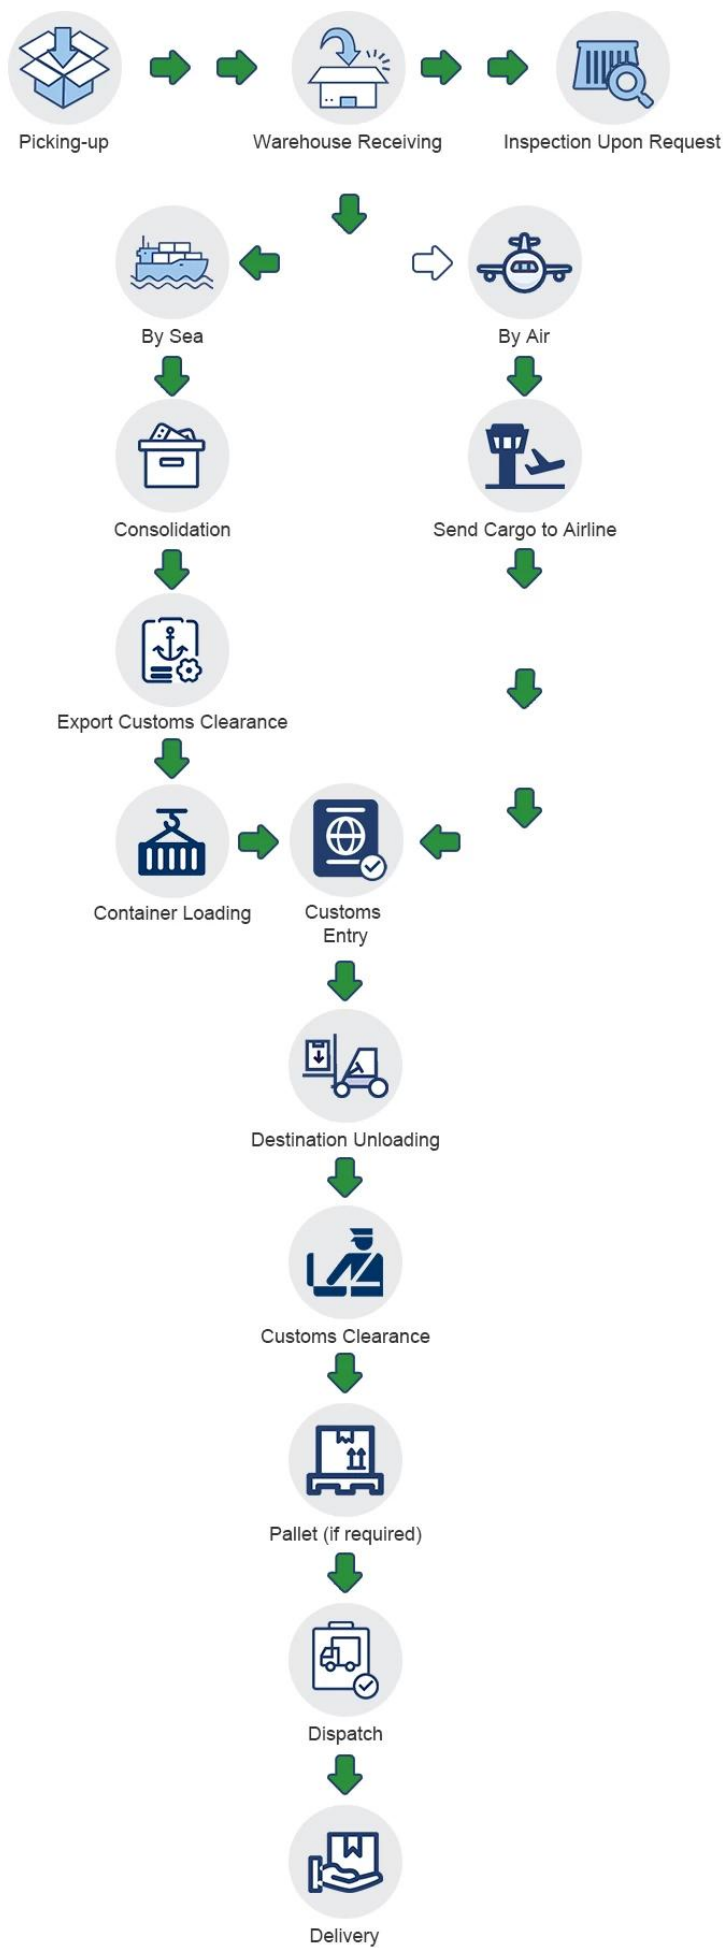 Picking-up
Warehouse Receiving
Inspection Upon Request
By Sea
By Air
Consolidation
Send Cargo to Airline
Export Customs Clearance
Container Loading
Customs
Entry
Destination Unloading
Customs Clearance
Pallet (if required)
Dispatch
Delivery